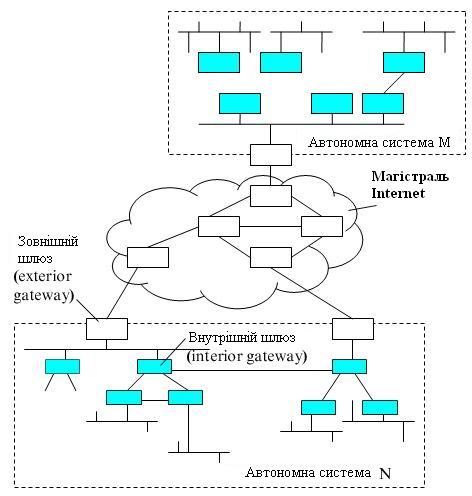 Автономна система М
Магістраль
Internet
Зовнішній
шлюз
(exterior
gateway)
Внутрішній шлюз
(interior gateway)
Автономна система N